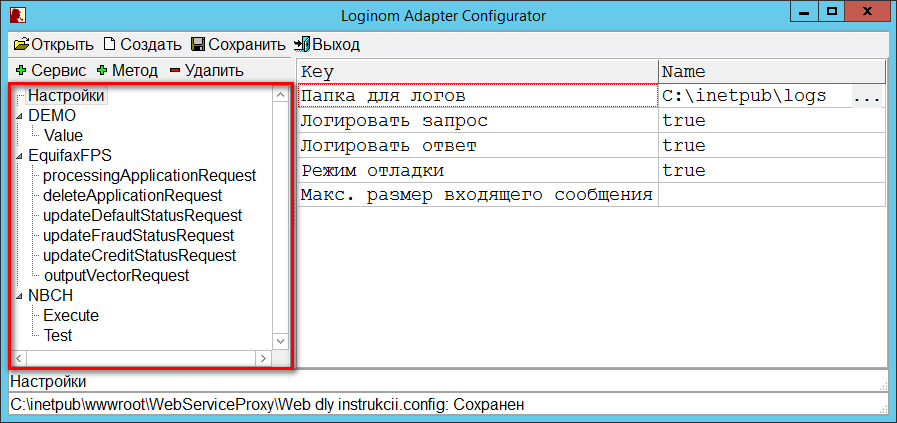 Loginom Adapter Configurator
Открыть Создать Сохранить Выход
Сервис Метод Удалить
Настройки
DEMO
Value
EquifaxFPS
processingApplicationRequest
deleteApplicationRequest
updateDefaultStatusRequest
updateFraudStatusRequest
updateCreditStatusRequest
outputVectorRequest
NBCH
Execute
Test
Key Name
Папка для логов C:\inetpub\logs ...
Логировать запрос true
Логировать ответ true
Режим отладки true
Макс. размер входящего сообщения
Настройки
C:\inetpub\wwwroot\WebServiceProxy\Web dly instrukcii.config: Сохранен